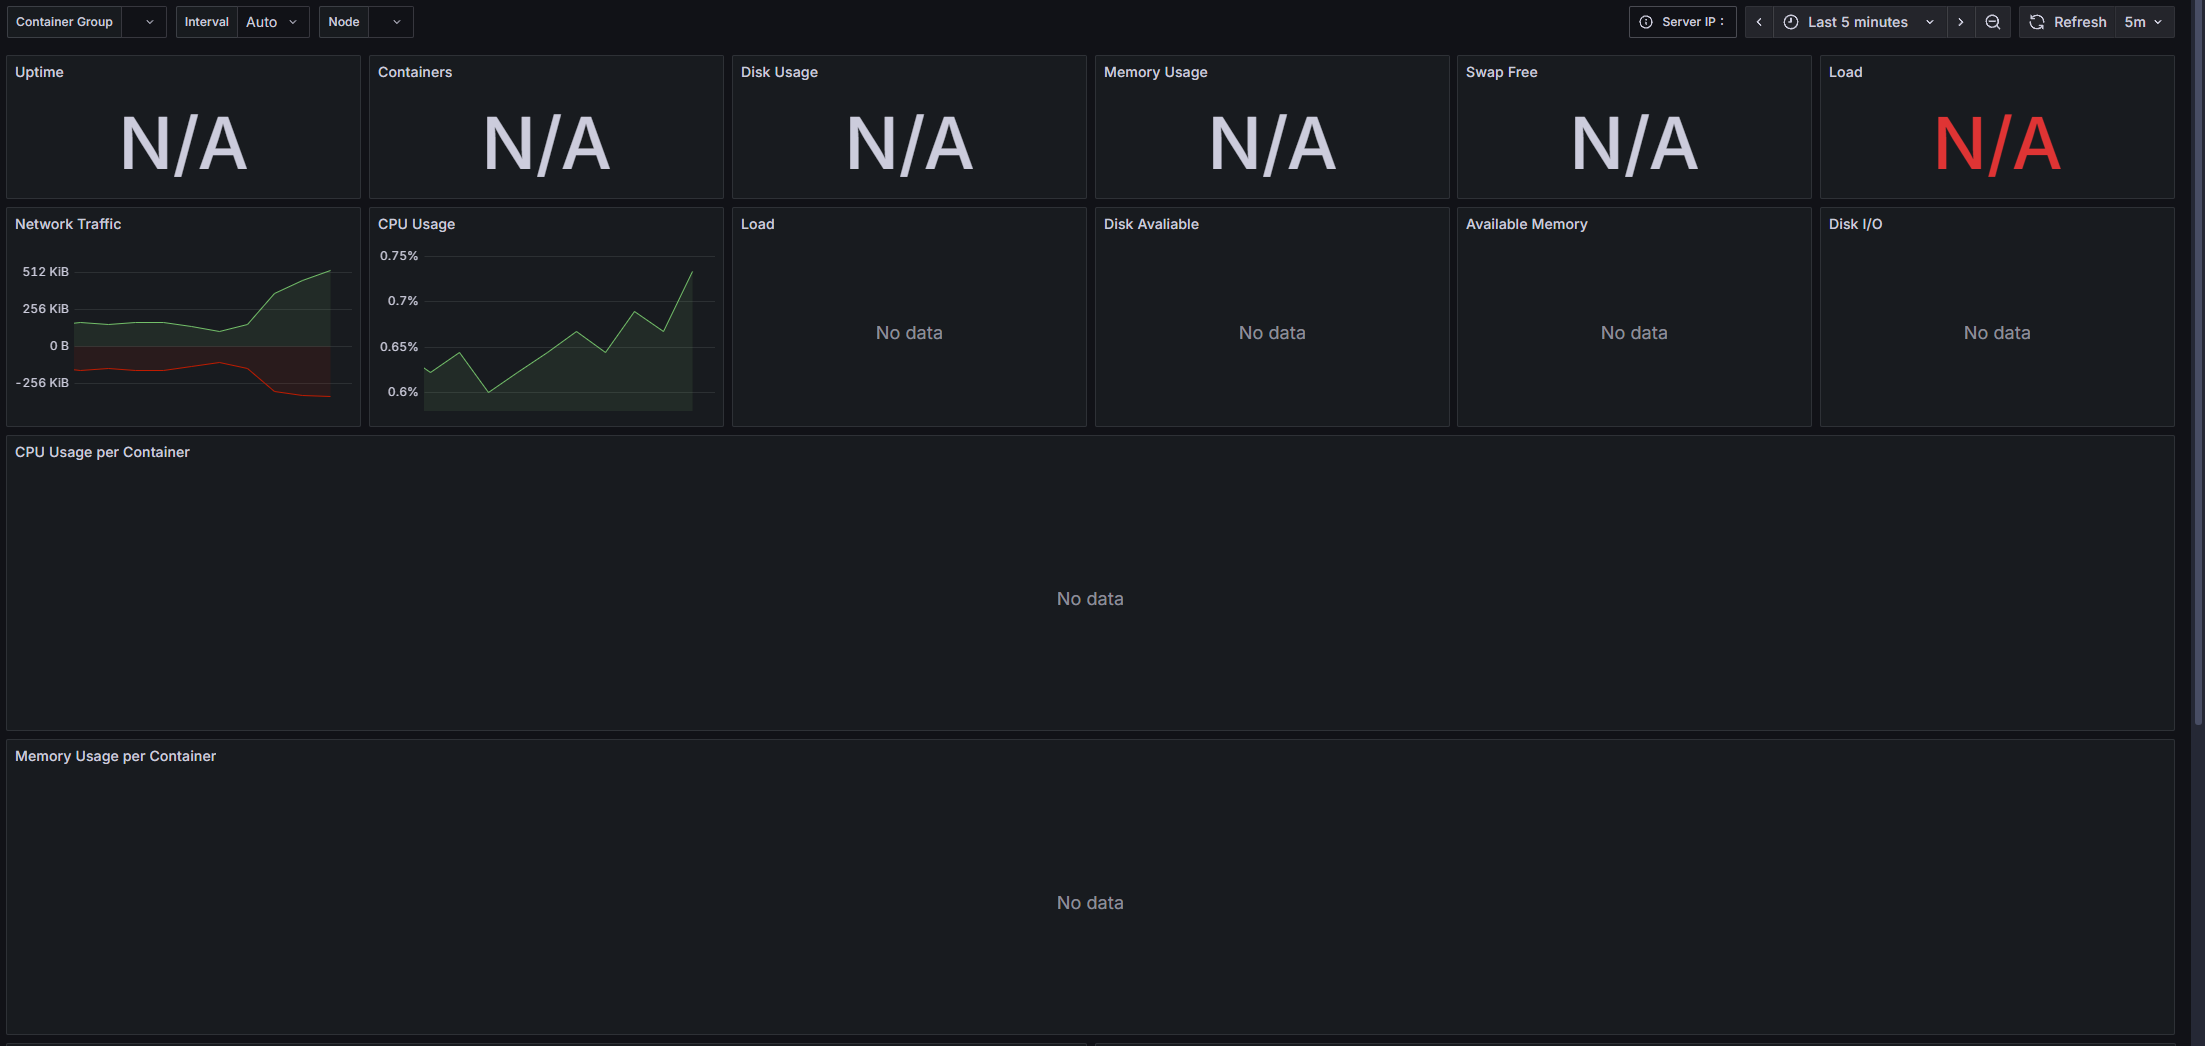 Container Group
Interval Auto
Node
Server IP :
Last 5 minutes
Refresh 5m
Uptime
N/A
Containers
N/A
Disk Usage
N/A
Memory Usage
N/A
Swap Free
N/A
Load
N/A
Network Traffic
512 KiB
256 KiB
0 B
-256 KiB
CPU Usage
0.75%
0.7%
0.65%
0.6%
Load
No data
Disk Avaliable
No data
Available Memory
No data
Disk I/O
No data
CPU Usage per Container
No data
Memory Usage per Container
No data